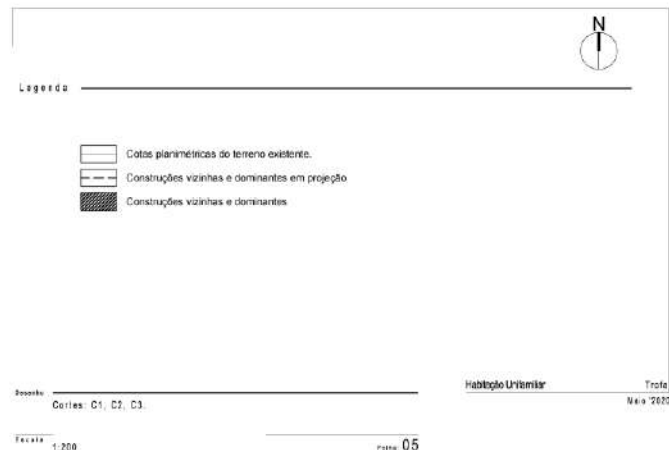 N
Legenda
Cotas planimétricas do terreno existente.
Construções vizinhas e dominantes em projeção
Construções vizinhas e dominantes
Habitação Unifamiliar
Trofa
Maio '2020
Desenho
Cortes: C1, C2, C3.
Escala
1:200
Folha 05